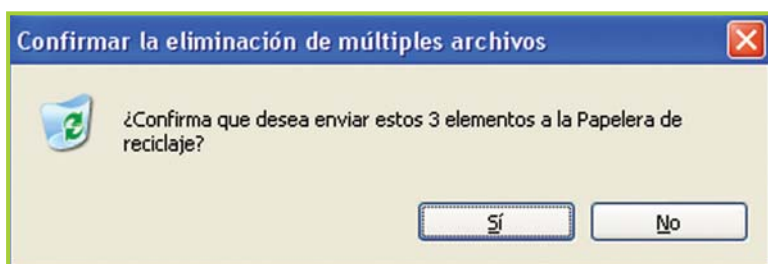 Confirmar la eliminación de múltiples archivos
¿Confirma que desea enviar estos 3 elementos a la Papelera de
reciclaje?
Sí
No